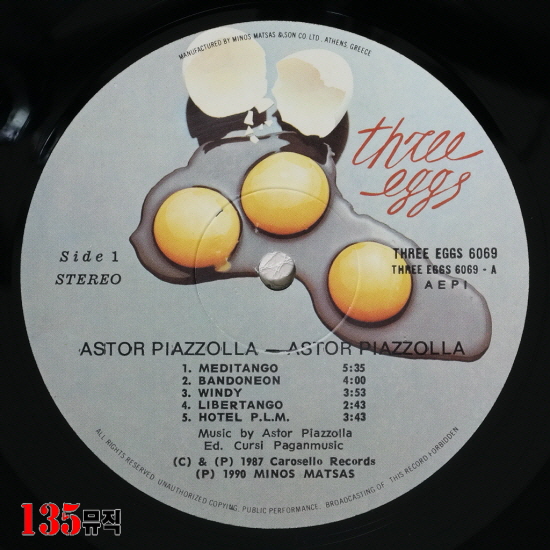 MANUFACTURED BY MINOS MATSAS & SON CO LTD. ATHENS, GREECE
three
eggs
Side 1
STEREO
THREE EGGS 6069
THREE EGGS 6069 - A
AEPI
ASTOR PIAZZOLLA — ASTOR PIAZZOLLA
1. MEDITANGO 5:35
2. BANDONEON 4:00
3. WINDY 3:53
4. LIBERTANGO 2:43
5. HOTEL P.L.M. 3:43
Music by Astor Piazzolla
Ed. Cursi Paganmusic
(C) & (P) 1987 Carosello Records
(P) 1990 MINOS MATSAS
ALL RIGHTS RESERVED. UNAUTHORIZED COPYING, PUBLIC PERFORMANCE, BROADCASTING OF THIS RECORD FORBIDDEN
135뮤직